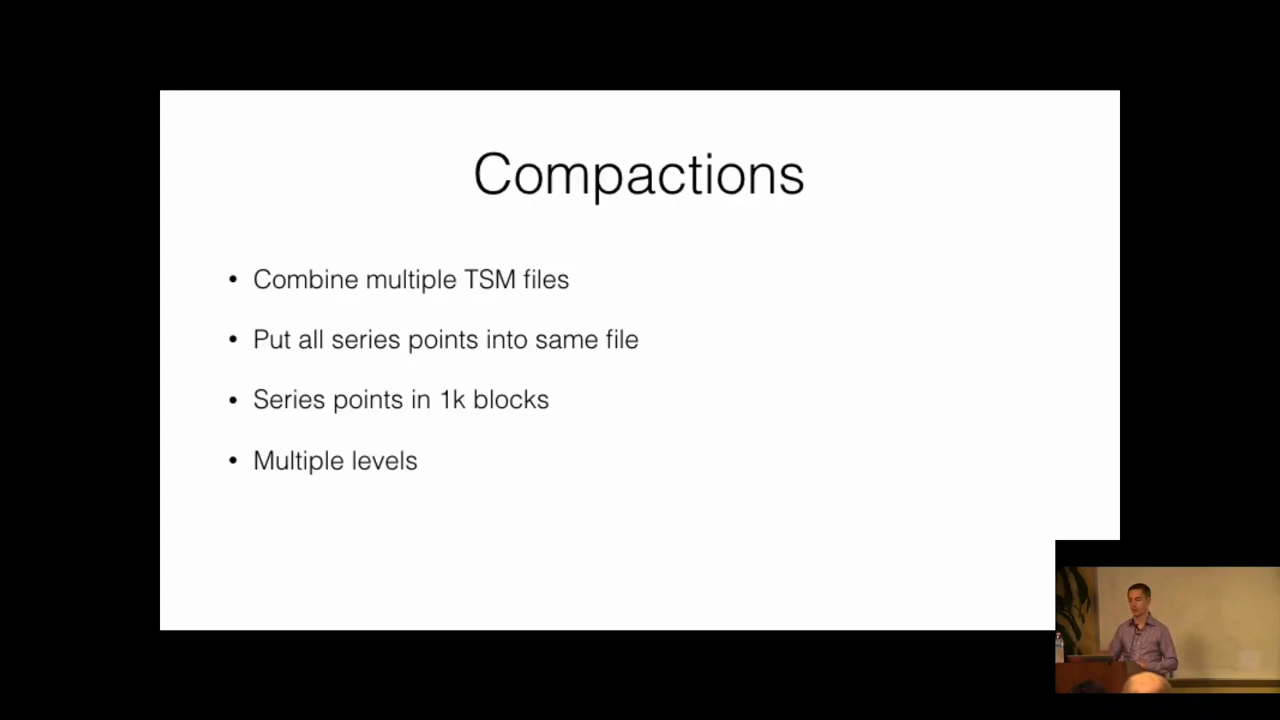 Compactions
• Combine multiple TSM files
• Put all series points into same file
• Series points in 1k blocks
• Multiple levels